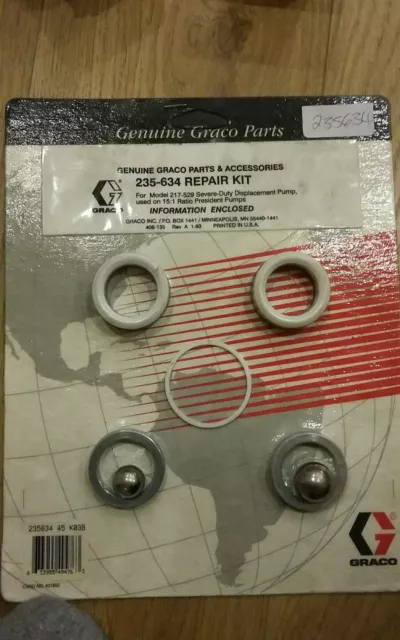 Genuine Graco Parts
235634
GENUINE GRACO PARTS & ACCESSORIES
235-634 REPAIR KIT
For Model 217-529 Severe-Duty Displacement Pump,
used on 15:1 Ratio President Pumps
INFORMATION ENCLOSED
GRACO INC. / P.O. BOX 1441 / MINNEAPOLIS, MN 55440-1441
406-135 Rev A 1-93 PRINTED IN U.S.A.
GRACO
235634 45 K03B
GRACO